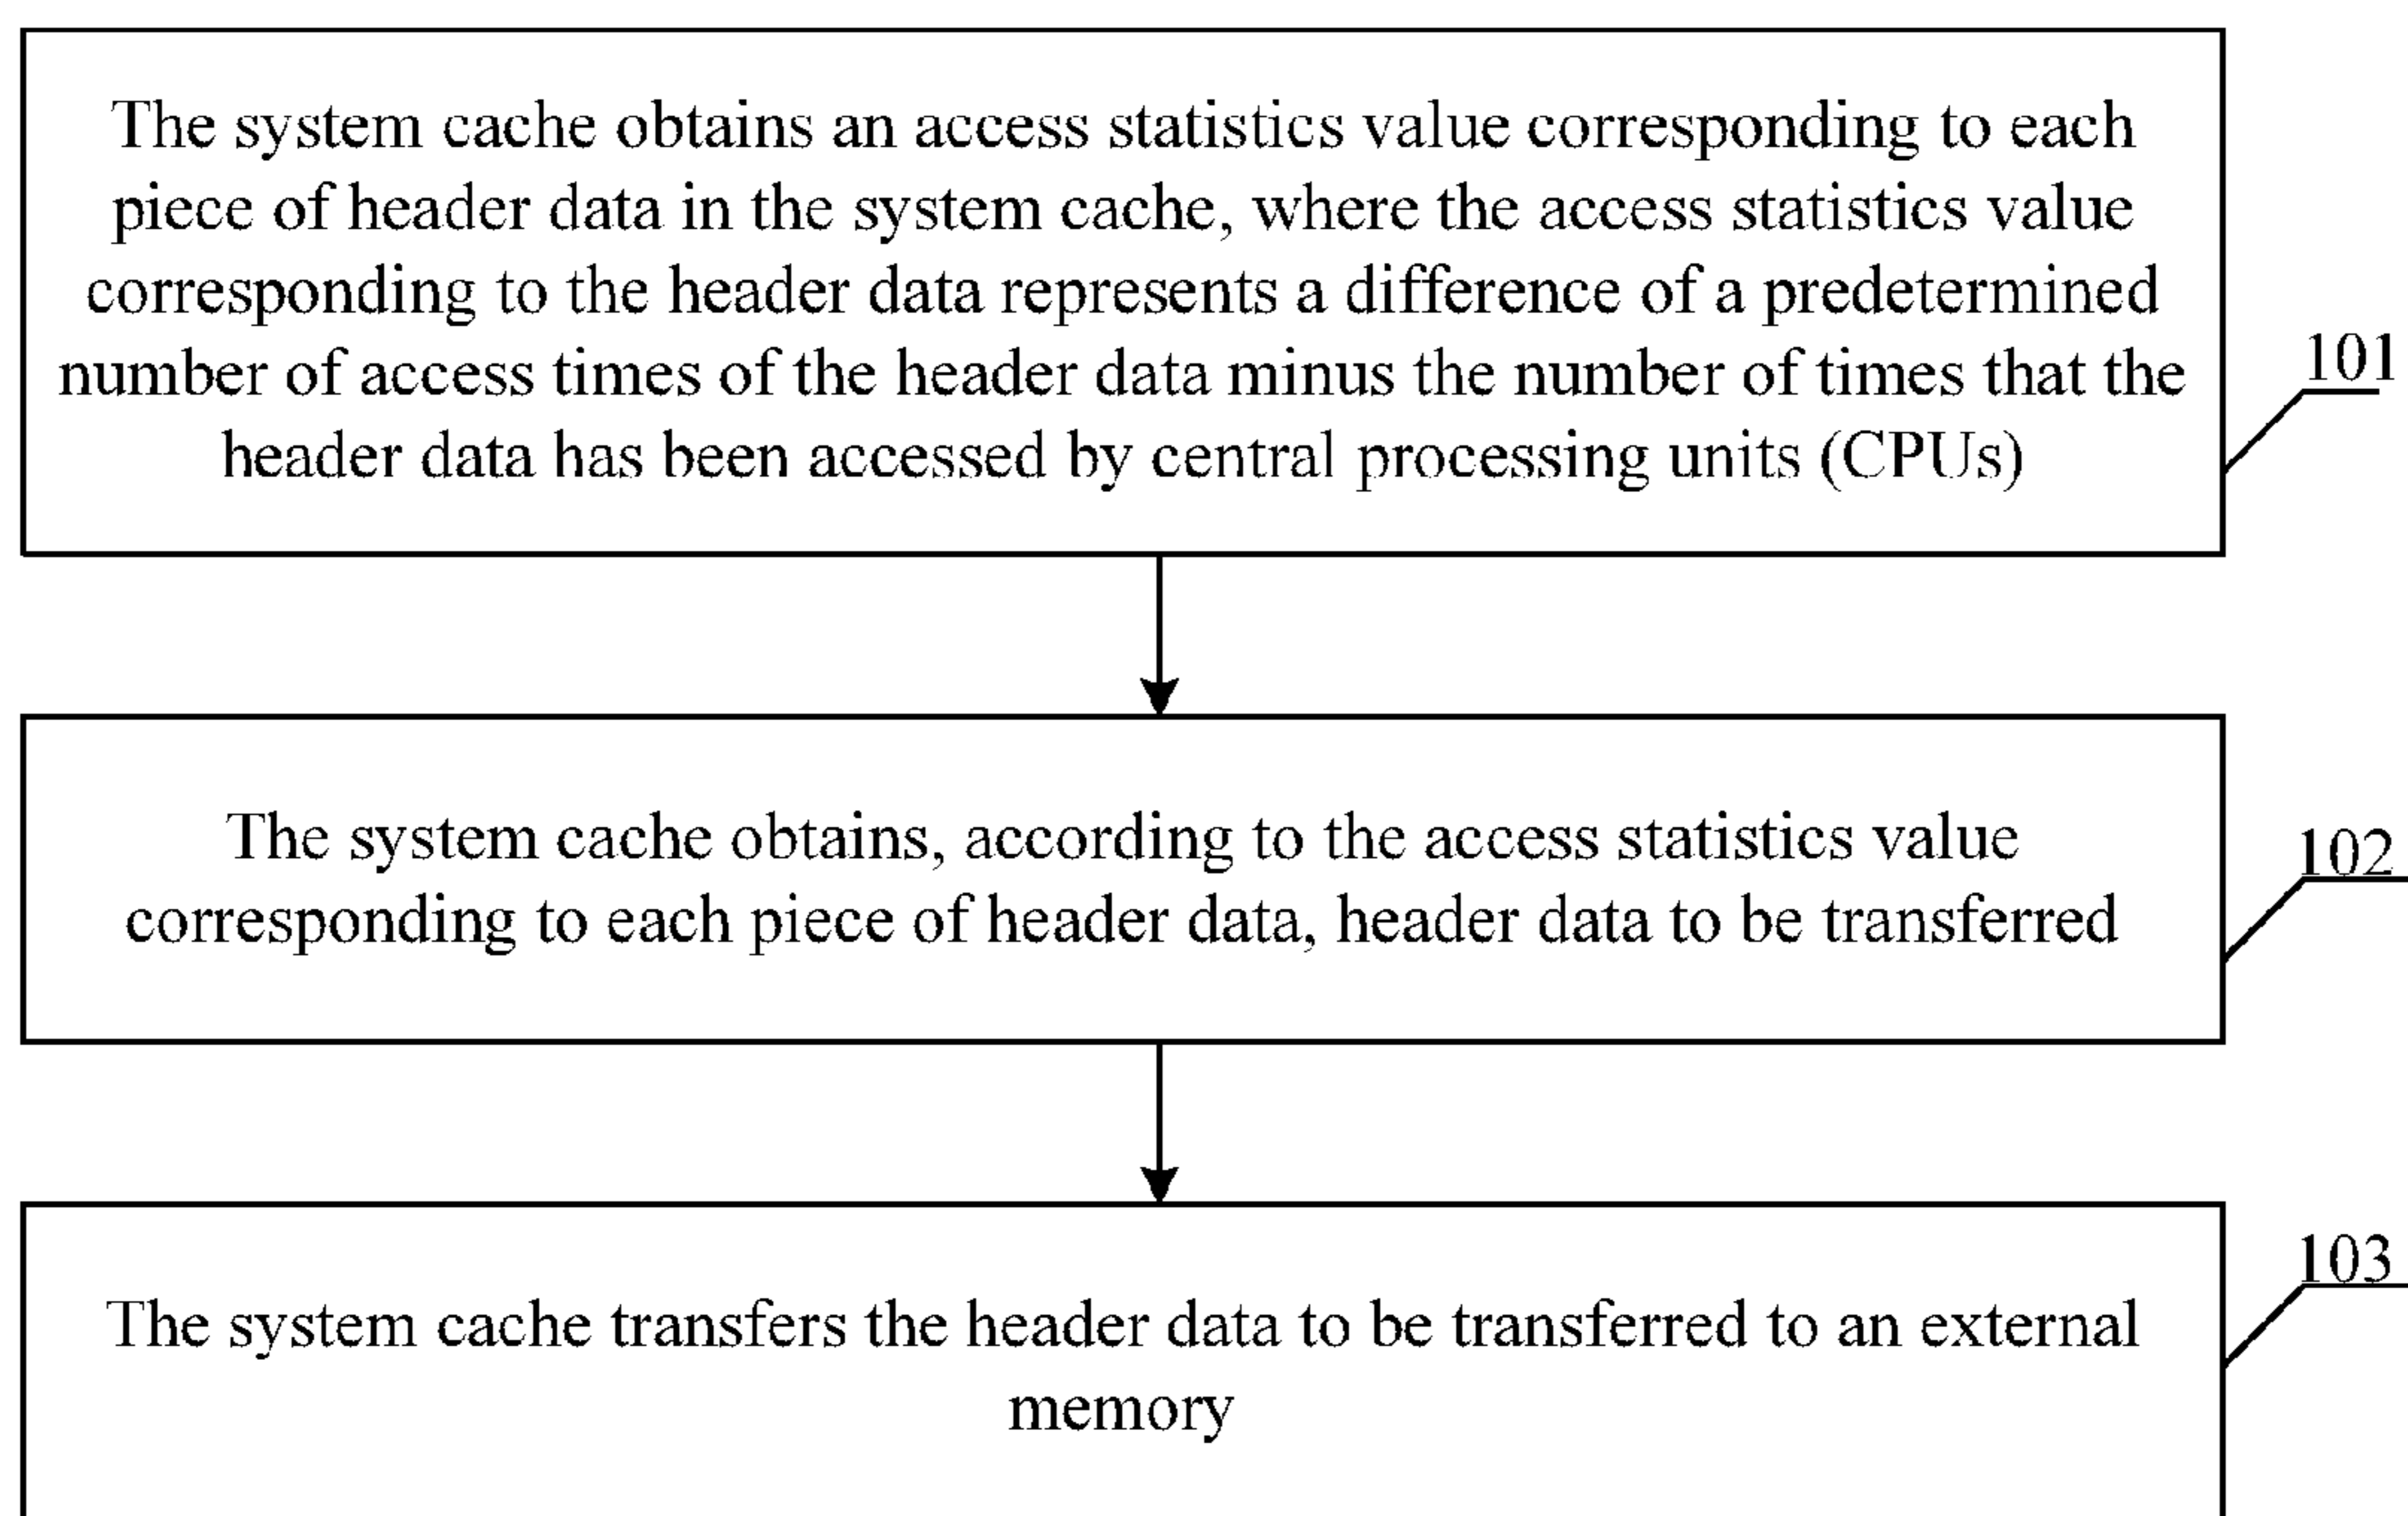 The system cache obtains an access statistics value corresponding to each
piece of header data in the system cache, where the access statistics value
corresponding to the header data represents a difference of a predetermined
number of access times of the header data minus the number of times that the
header data has been accessed by central processing units (CPUs)
101
The system cache obtains, according to the access statistics value
corresponding to each piece of header data, header data to be transferred
102
The system cache transfers the header data to be transferred to an external
memory
103